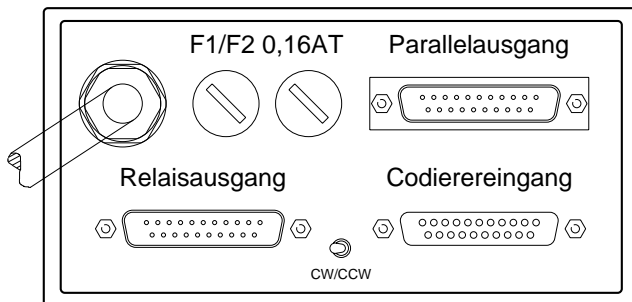 F1/F2 0,16AT
Parallelausgang
Relaisausgang
Codierereingang
CW/CCW